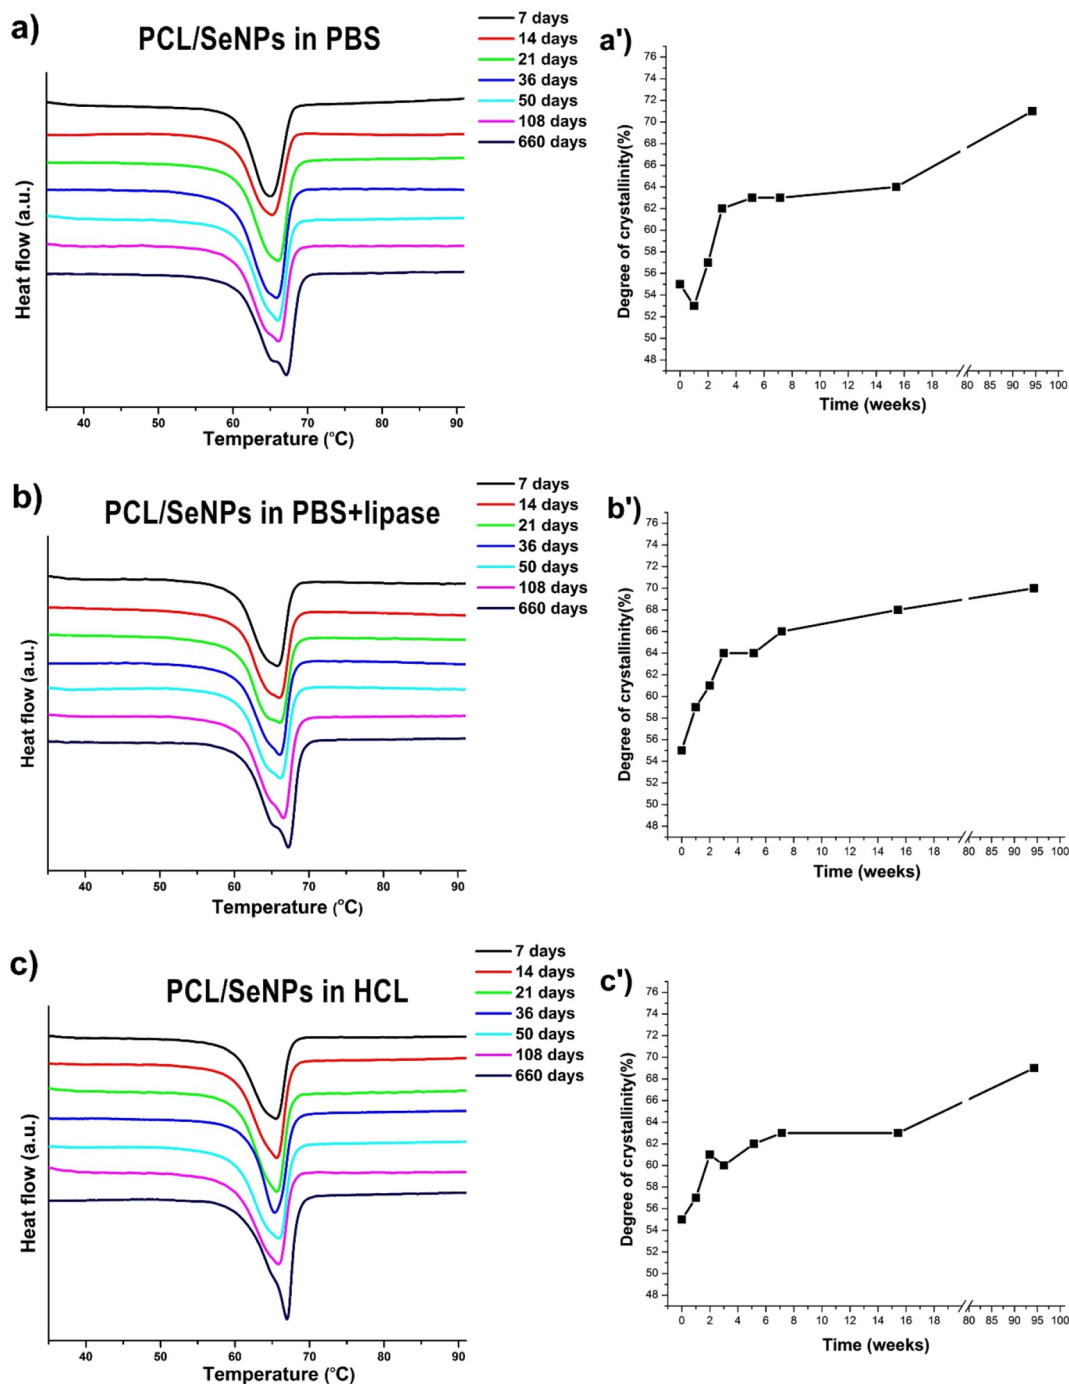 a)
PCL/SeNPs in PBS
7 days
14 days
21 days
36 days
50 days
108 days
660 days
Heat flow (a.u.)
40 50 60 70 80 90
Temperature (°C)
a')
76
74
72
70
68
66
64
62
60
58
56
54
52
50
48
Degree of crystallinity(%)
0 2 4 6 8 10 12 14 16 18 80 85 90 95 100
Time (weeks)
b)
PCL/SeNPs in PBS+lipase
7 days
14 days
21 days
36 days
50 days
108 days
660 days
Heat flow (a.u.)
40 50 60 70 80 90
Temperature (°C)
b')
76
74
72
70
68
66
64
62
60
58
56
54
52
50
48
Degree of crystallinity(%)
0 2 4 6 8 10 12 14 16 18 80 85 90 95 100
Time (weeks)
c)
PCL/SeNPs in HCL
7 days
14 days
21 days
36 days
50 days
108 days
660 days
Heat flow (a.u.)
40 50 60 70 80 90
Temperature (°C)
c')
76
74
72
70
68
66
64
62
60
58
56
54
52
50
48
Degree of crystallinity(%)
0 2 4 6 8 10 12 14 16 18 80 85 90 95 100
Time (weeks)